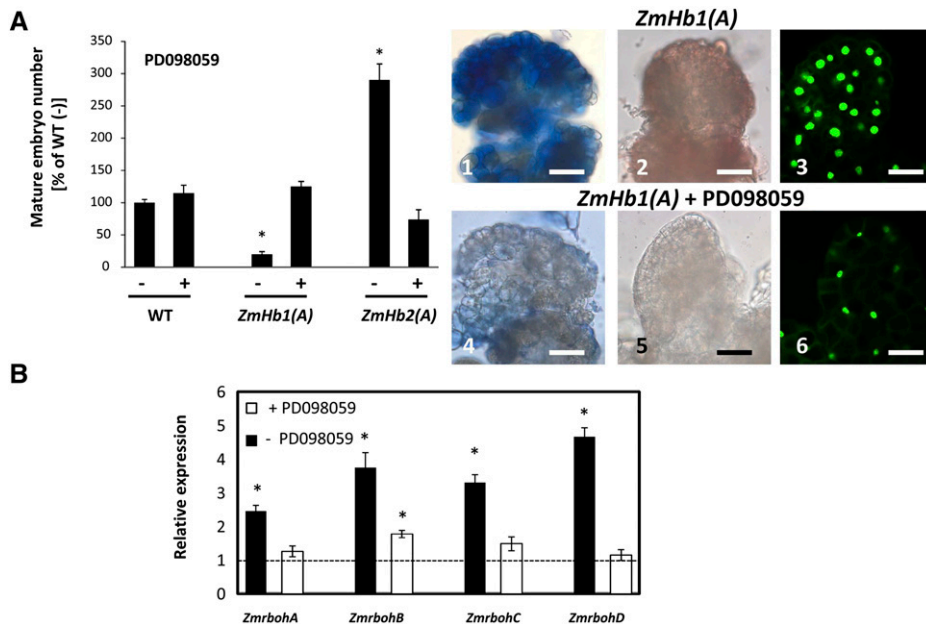 A
PD098059
Mature embryo number
[% of WT (-)]
350
300
250
200
150
100
50
0
*
*
- + - + - +
WT ZmHb1(A) ZmHb2(A)
ZmHb1(A)
1 2 3
ZmHb1(A) + PD098059
4 5 6
B
Relative expression
6
5
4
3
2
1
0
+ PD098059
- PD098059
*
*
*
*
*
ZmrbohA ZmrbohB ZmrbohC ZmrbohD